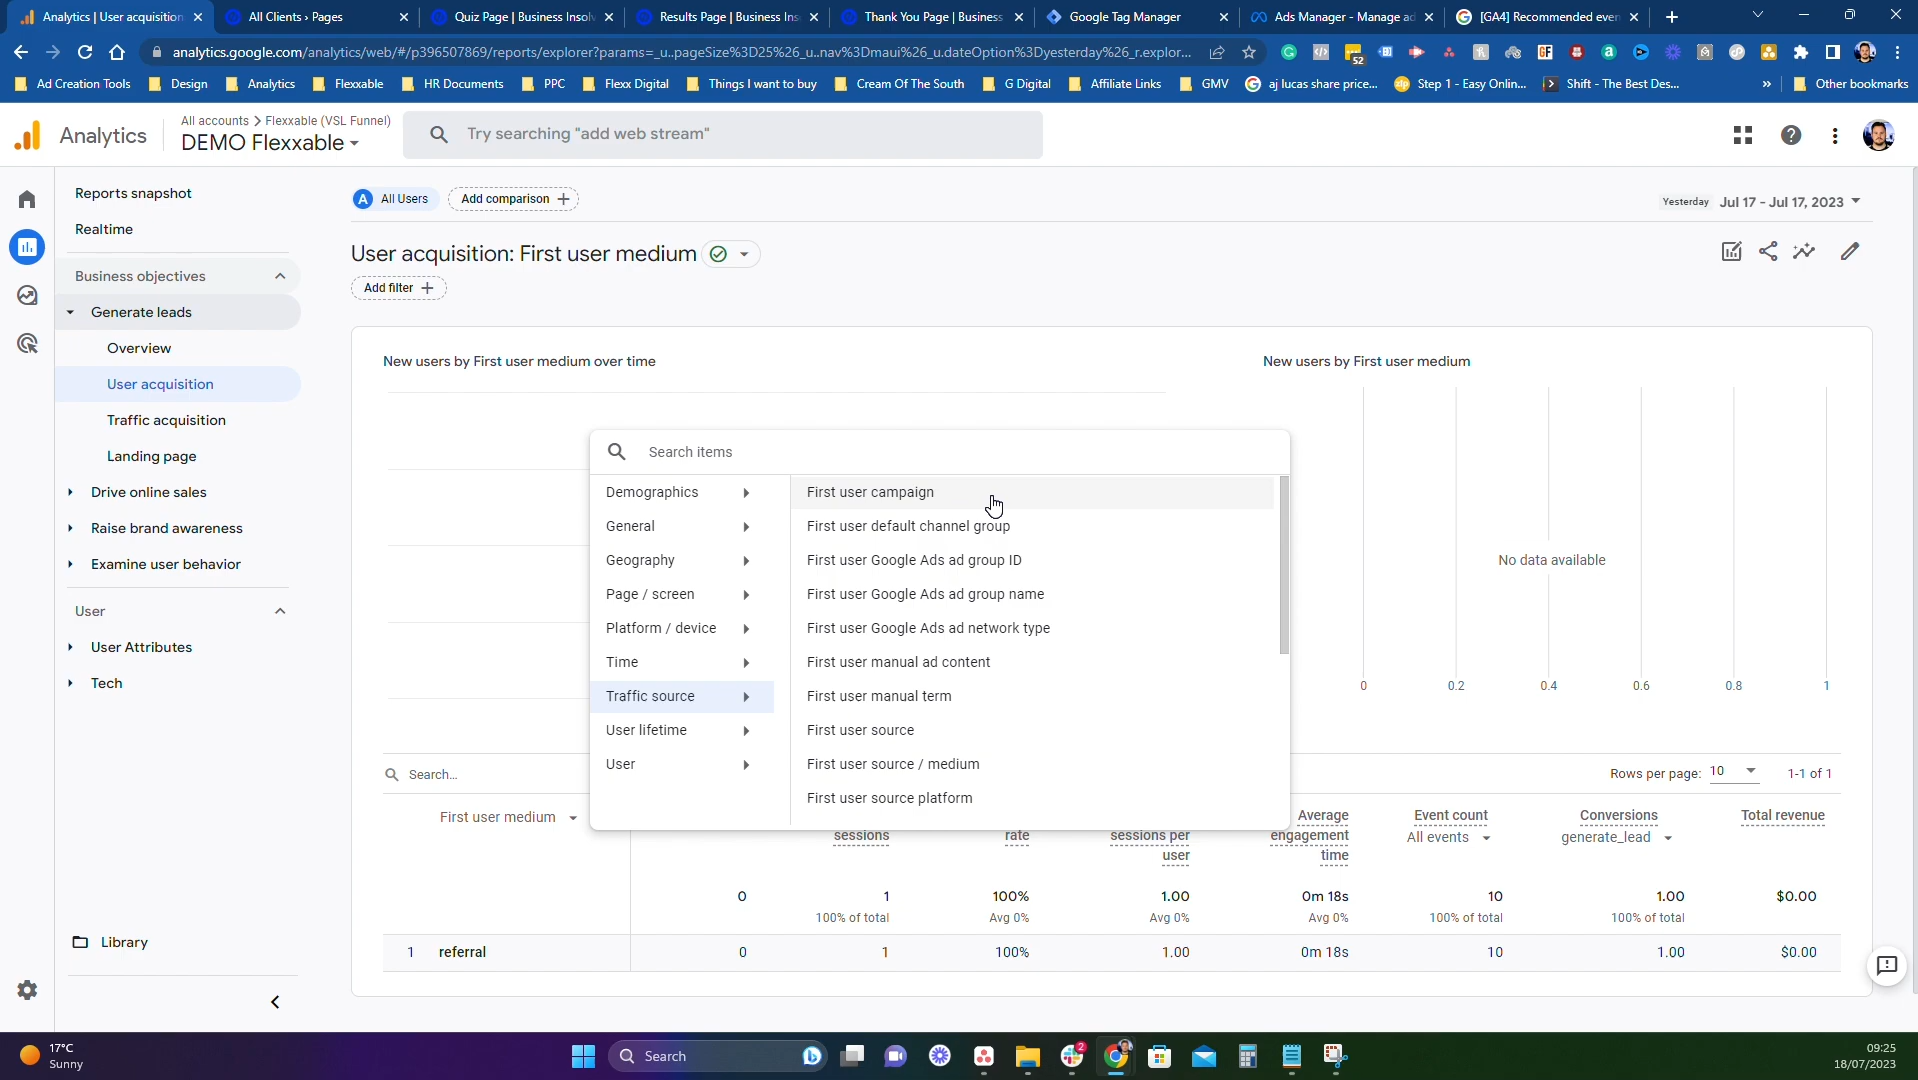 Analytics | User acquisition
All Clients › Pages
Quiz Page | Business Insolv
Results Page | Business Ins
Thank You Page | Business
Google Tag Manager
Ads Manager - Manage ad
[GA4] Recommended even
analytics.google.com/analytics/web/#/p396507869/reports/explorer?params=_u..pageSize%3D25%26_u.nav%3Dmaui%26_u.dateOption%3Dyesterday%26_r.explor...
52
Ad Creation Tools
Design
Analytics
Flexxable
HR Documents
PPC
Flexx Digital
Things I want to buy
Cream Of The South
G Digital
Affiliate Links
GMV
aj lucas share price...
Step 1 - Easy Onlin...
Shift - The Best Des...
»
Other bookmarks
Analytics
All accounts > Flexxable (VSL Funnel)
DEMO Flexxable
Try searching "add web stream"
Reports snapshot
Realtime
Business objectives
Generate leads
Overview
User acquisition
Traffic acquisition
Landing page
Drive online sales
Raise brand awareness
Examine user behavior
User
User Attributes
Tech
Library
A All Users
Add comparison +
Yesterday Jul 17 - Jul 17, 2023
User acquisition: First user medium
Add filter +
New users by First user medium over time
New users by First user medium
No data available
0 0.2 0.4 0.6 0.8 1
Search items
Demographics
General
Geography
Page / screen
Platform / device
Time
Traffic source
User lifetime
User
First user campaign
First user default channel group
First user Google Ads ad group ID
First user Google Ads ad group name
First user Google Ads ad network type
First user manual ad content
First user manual term
First user source
First user source / medium
First user source platform
Search...
Rows per page: 10
1-1 of 1
First user medium
sessions
rate
sessions per
user
Average
engagement
time
Event count
All events
Conversions
generate_lead
Total revenue
0 1 100% 1.00 0m 18s 10 1.00 $0.00
100% of total Avg 0% Avg 0% Avg 0% 100% of total 100% of total
1 referral 0 1 100% 1.00 0m 18s 10 1.00 $0.00
17°C
Sunny
Search
2
09:25
18/07/2023